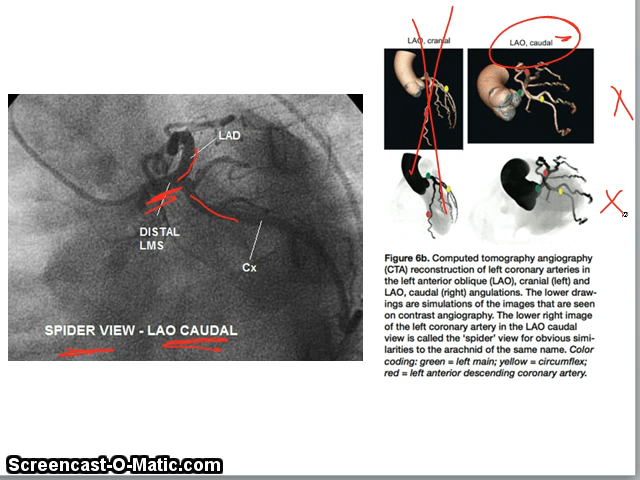 LAO, cranial
LAO, caudal
LAD
DISTAL
LMS
Cx
SPIDER VIEW - LAO CAUDAL
Figure 6b. Computed tomography angiography
(CTA) reconstruction of left coronary arteries in
the left anterior oblique (LAO), cranial (left) and
LAO, caudal (right) angulations. The lower draw-
ings are simulations of the images that are seen
on contrast angiography. The lower right image
of the left coronary artery in the LAO caudal
view is called the ‘spider’ view for obvious simi-
larities to the arachnid of the same name. Color
coding: green = left main; yellow = circumflex;
red = left anterior descending coronary artery.
Screencast-O-Matic.com